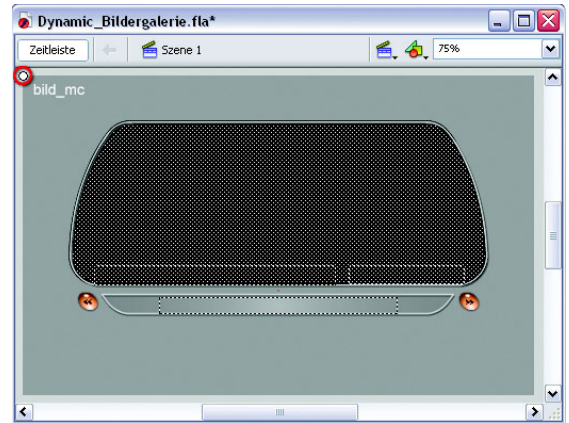 Dynamic_Bildergalerie.fla*
Zeitleiste
Szene 1
75%
bild_mc